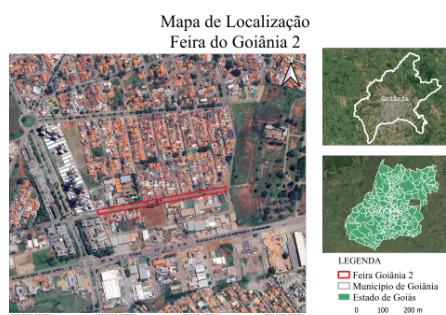 Mapa de Localização
Feira do Goiânia 2
Goiânia
LEGENDA
Feira Goiânia 2
Municipio de Goiânia
Estado de Goiás
0 100 200 m